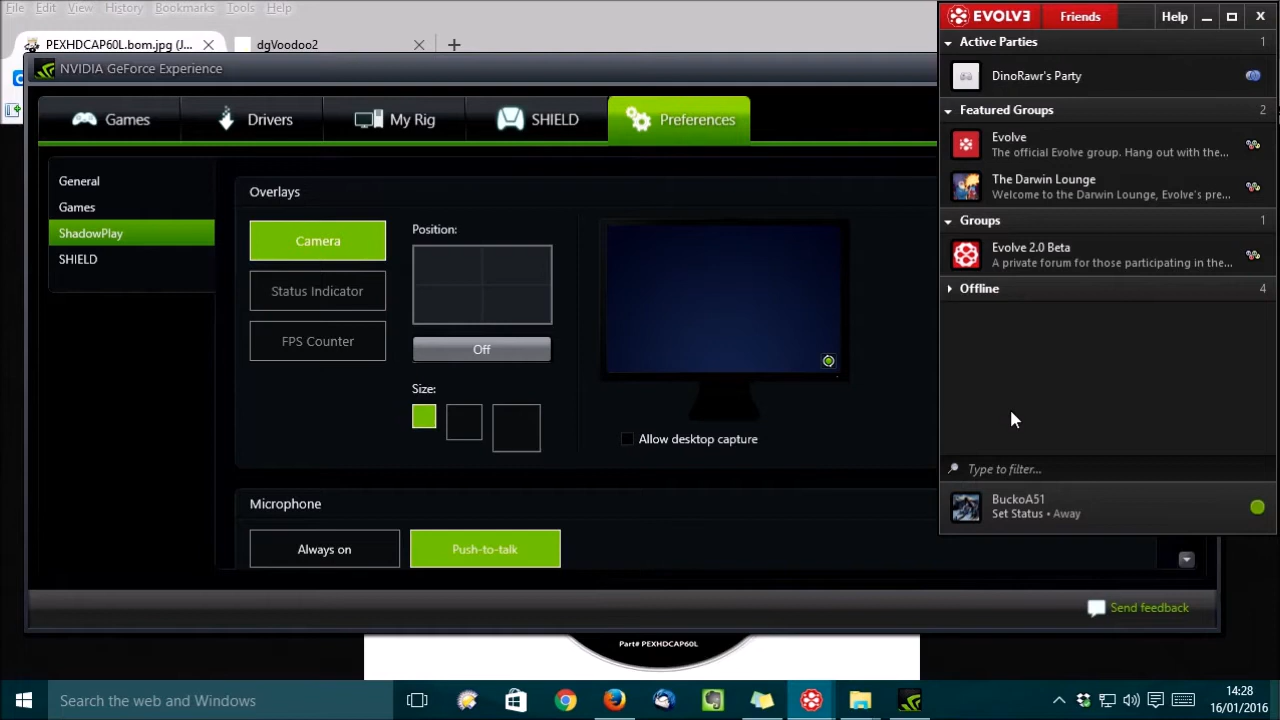 File Edit View History Bookmarks Tools Help
PEXHDCAP60L.bom.jpg (J... dgVoodoo2
NVIDIA GeForce Experience
Games Drivers My Rig SHIELD Preferences
General
Games
ShadowPlay
SHIELD
Overlays
Camera
Status Indicator
FPS Counter
Position:
Off
Size:
Allow desktop capture
Microphone
Always on Push-to-talk
Send feedback
EVOLVE Friends Help
Active Parties 1
DinoRawr's Party
Featured Groups 2
Evolve
The official Evolve group. Hang out with the...
The Darwin Lounge
Welcome to the Darwin Lounge, Evolve's pre...
Groups 1
Evolve 2.0 Beta
A private forum for those participating in the...
Offline 4
Type to filter...
BuckoA51
Set Status • Away
Part# PEXHDCAP60L
Search the web and Windows
14:28
16/01/2016